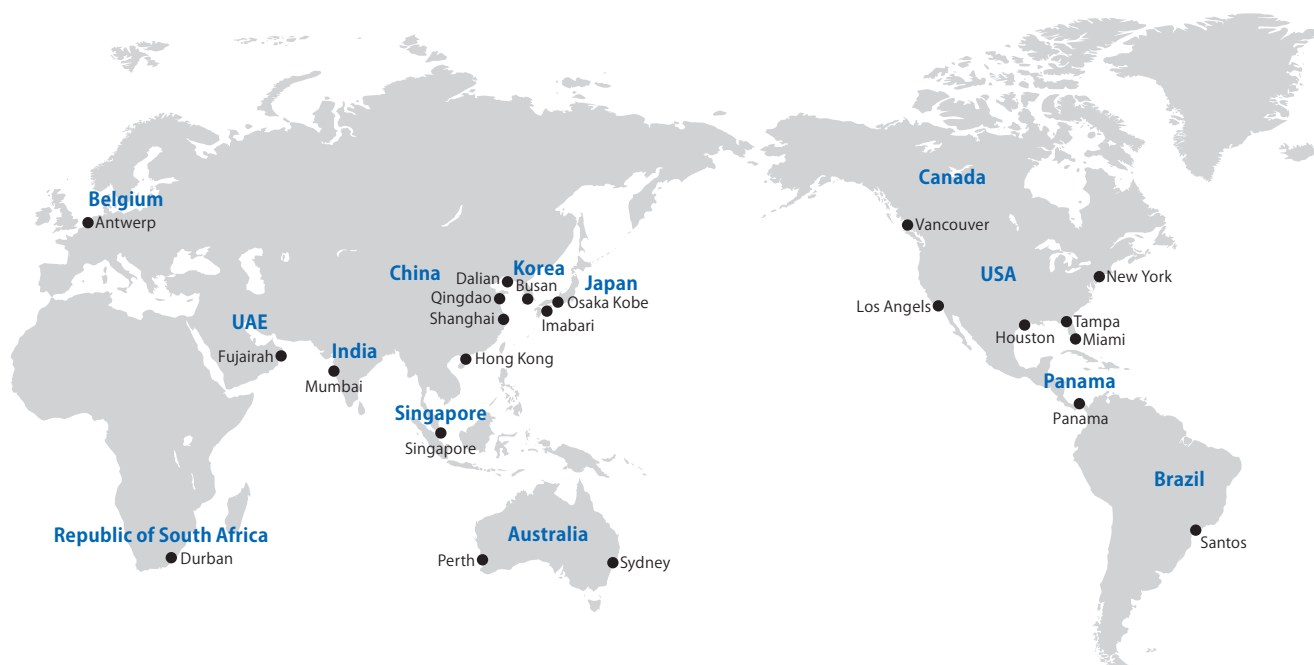 Belgium
Antwerp
China
Korea
Japan
Dalian
Busan
Qingdao
Osaka Kobe
Shanghai
Imabari
UAE
Fujairah
India
Mumbai
Hong Kong
Singapore
Singapore
Republic of South Africa
Durban
Australia
Perth
Sydney
Canada
Vancouver
USA
New York
Los Angels
Houston
Tampa
Miami
Panama
Panama
Brazil
Santos